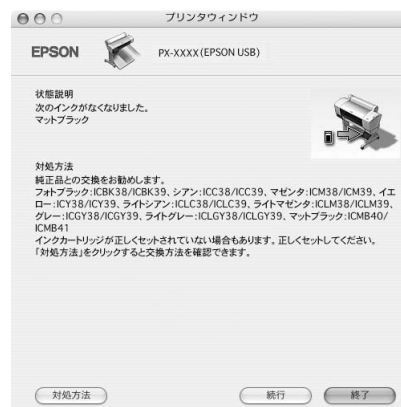 プリンタウィンドウ
EPSON
PX-XXXX(EPSON USB)
状態説明
次のインクがなくなりました。
マットブラック
対処方法
純正品との交換をお勧めします。
フォトブラック:ICBK38/ICBK39、シアン:ICC38/ICC39、マゼンタ:ICM38/ICM39、イエ
ロー:ICY38/ICY39、ライトシアン:ICLC38/ICLC39、ライトマゼンタ:ICLM38/ICLM39、
グレー:ICGY38/ICGY39、ライトグレー:ICLGY38/ICLGY39、マットブラック:ICMB40/
ICMB41
インクカートリッジが正しくセットされていない場合もあります。正しくセットしてください。
「対処方法」をクリックすると交換方法を確認できます。
対処方法 続行 終了